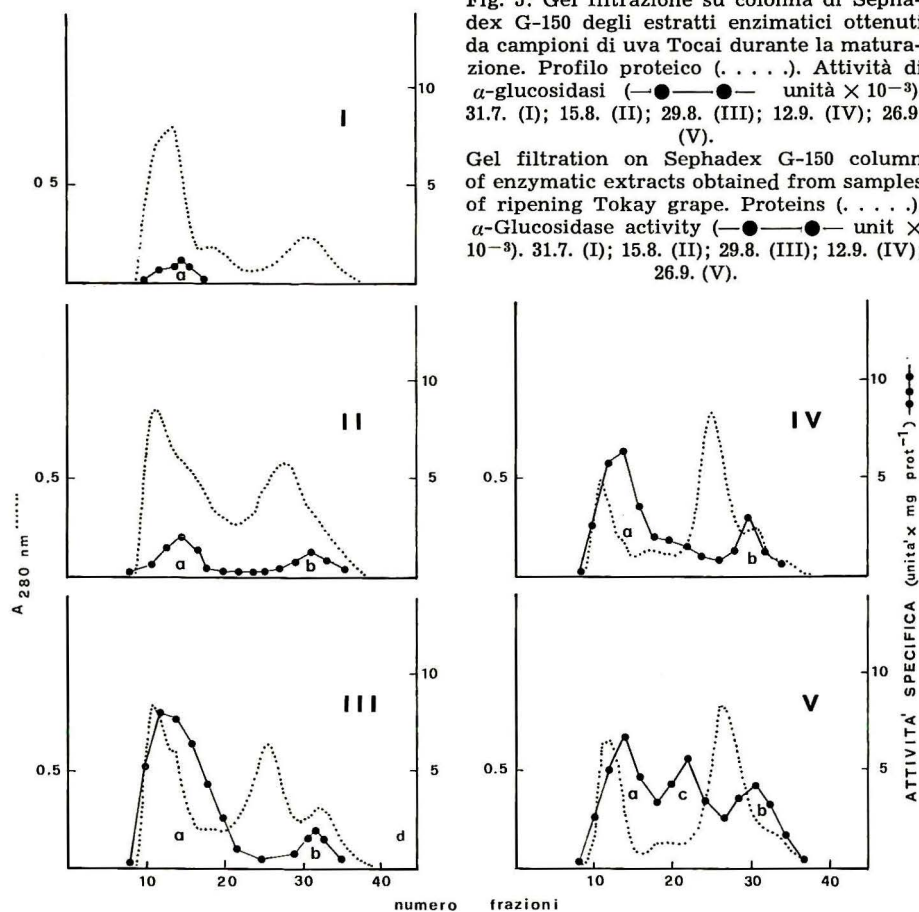 Fig. 3. Gel filtrazione su colonna di Sepha-
dex G-150 degli estratti enzimatici ottenuti
da campioni di uva Tocai durante la matura-
zione. Profilo proteico (. . . . .). Attività di
α-glucosidasi (—●——●— unità × 10⁻³)
31.7. (I); 15.8. (II); 29.8. (III); 12.9. (IV); 26.9
(V).
Gel filtration on Sephadex G-150 column
of enzymatic extracts obtained from samples
of ripening Tokay grape. Proteins (. . . . .)
α-Glucosidase activity (—●——●— unit ×
10⁻³). 31.7. (I); 15.8. (II); 29.8. (III); 12.9. (IV)
26.9. (V).
I
10
0 5
5
a
II
10
0.5
5
a
b
III
10
0.5
5
a
b
d
10
20
30
40
IV
10
0.5
5
a
b
V
10
0.5
5
a
c
b
10
20
30
40
A 280 nm ......
ATTIVITA' SPECIFICA (unita' x mg prot⁻¹) ●●●
numero frazioni